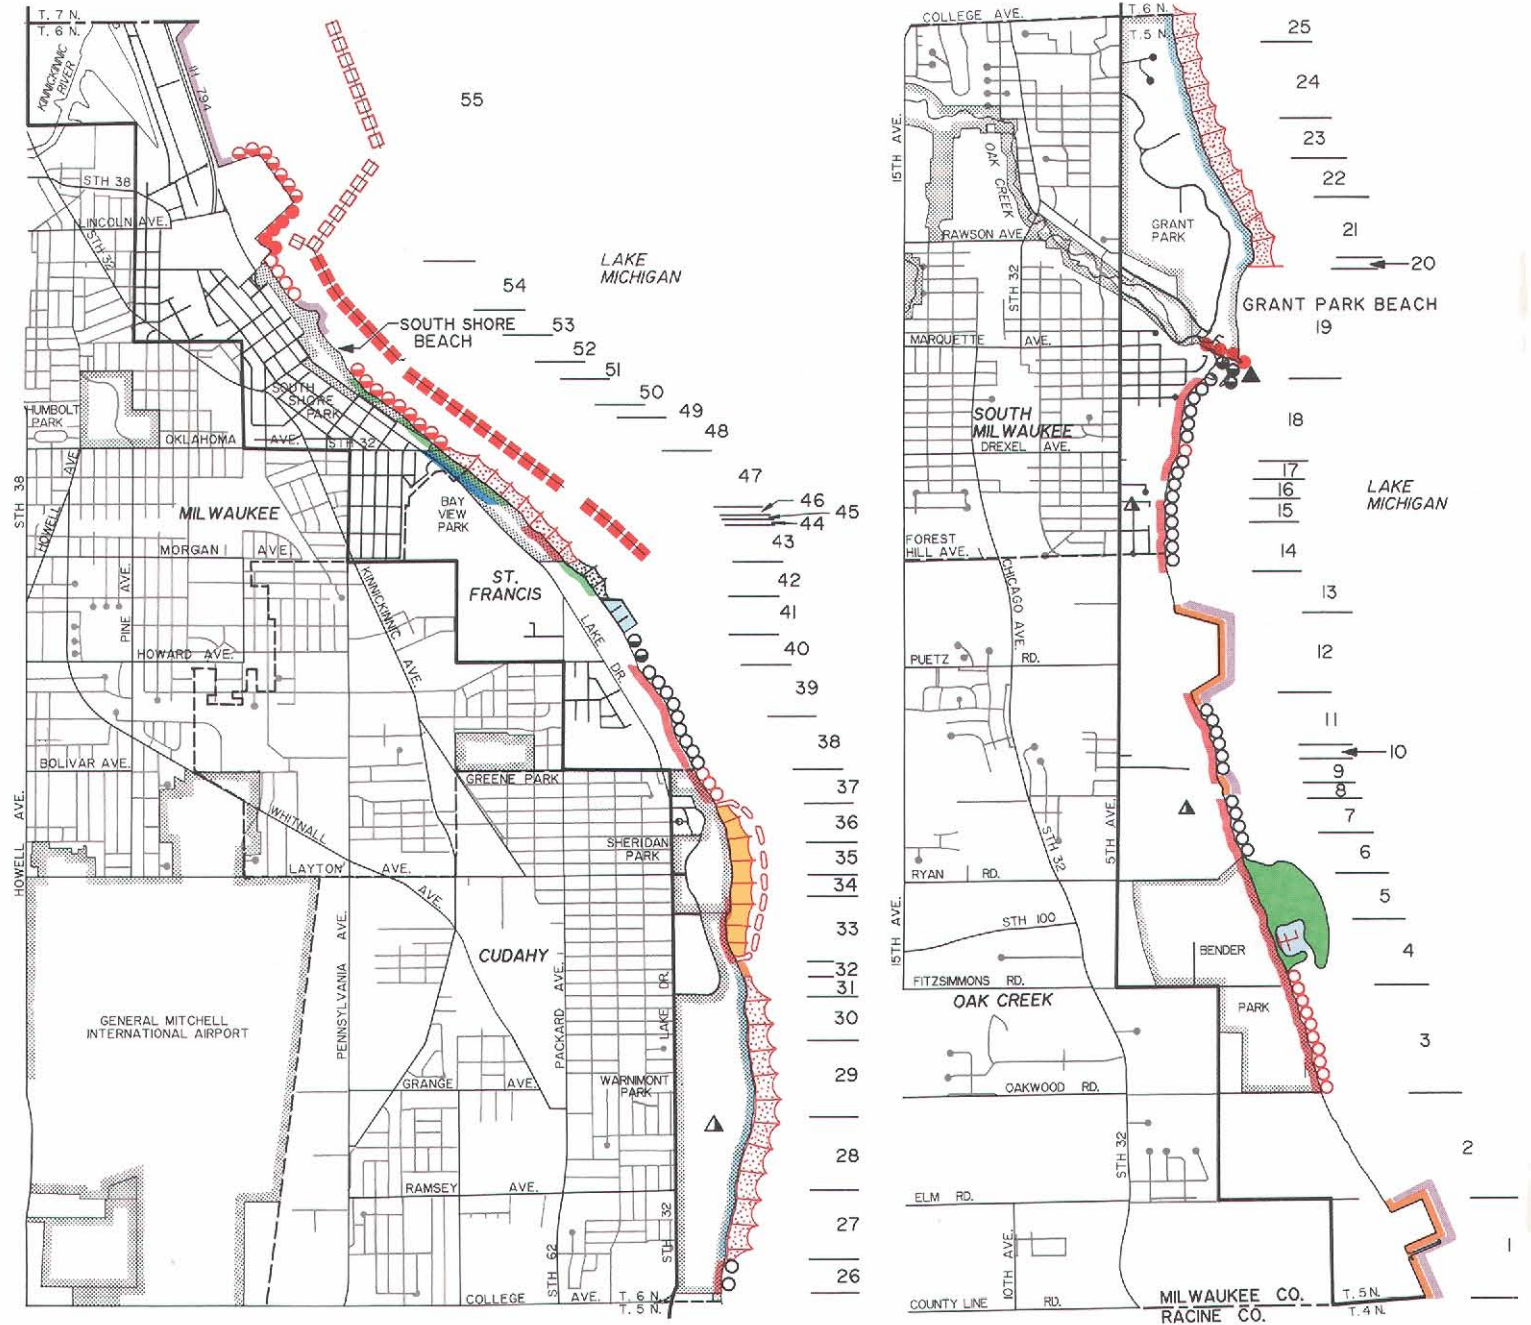 T. 7 N.
T. 6 N.
KINNICKINNIC
RIVER
IH 794
55
STH 38
LINCOLN AVE.
STH 32
LAKE
MICHIGAN
54
SOUTH SHORE
BEACH
53
52
51
50
49
48
SOUTH
SHORE
PARK
HUMBOLT
PARK
OKLAHOMA AVE.
STH 32
STH 38
HOWELL AVE.
47
46
45
44
43
BAY
VIEW
PARK
MILWAUKEE
MORGAN AVE.
KINNICKINNIC AVE.
ST.
FRANCIS
42
41
40
PINE AVE.
HOWARD AVE.
LAKE DR.
39
38
BOLIVAR AVE.
GREENE PARK
37
HOWELL AVE.
WHITNALL AVE.
36
SHERIDAN
PARK
35
LAYTON AVE.
34
33
CUDAHY
32
31
PENNSYLVANIA AVE.
PACKARD AVE.
LAKE DR.
GENERAL MITCHELL
INTERNATIONAL AIRPORT
30
GRANGE AVE.
WARNIMONT
PARK
29
28
RAMSEY AVE.
27
STH 62
STH 32
26
COLLEGE AVE.
T. 6 N.
T. 5 N.
COLLEGE AVE.
T. 6 N.
T. 5 N.
25
24
23
22
15TH AVE.
OAK CREEK
GRANT
PARK
RAWSON AVE.
21
20
STH 32
GRANT PARK BEACH
19
MARQUETTE AVE.
SOUTH
MILWAUKEE
DREXEL AVE.
18
17
16
15
LAKE
MICHIGAN
FOREST
HILL AVE.
14
CHICAGO AVE.
13
PUETZ RD.
12
11
10
9
8
7
5TH AVE.
STH 32
6
RYAN RD.
5
15TH AVE.
STH 100
BENDER
4
FITZSIMMONS RD.
OAK CREEK
PARK
3
OAKWOOD RD.
STH 32
2
ELM RD.
10TH AVE.
1
COUNTY LINE RD.
MILWAUKEE CO.
RACINE CO.
T. 5 N.
T. 4 N.